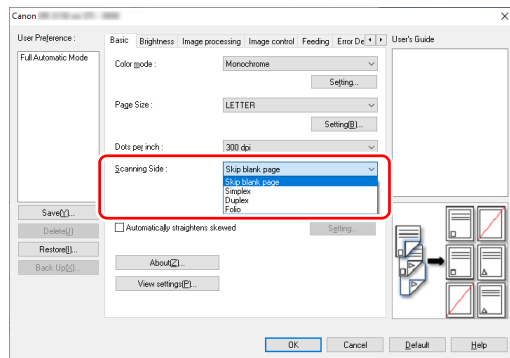 Canon
User Preference :
Full Automatic Mode
Save(Y)...
Delete(J)
Restore(I)...
Back Up(K)...
Basic Brightness Image processing Image control Feeding Error De
Color mode : Monochrome
Setting...
Page Size : LETTER
Setting(B)...
Dots per inch : 300 dpi
Scanning Side : Skip blank page
Skip blank page
Simplex
Duplex
Folio
Automatically straightens skewed Setting...
About(Z)...
View settings(P)...
User's Guide
OK Cancel Default Help